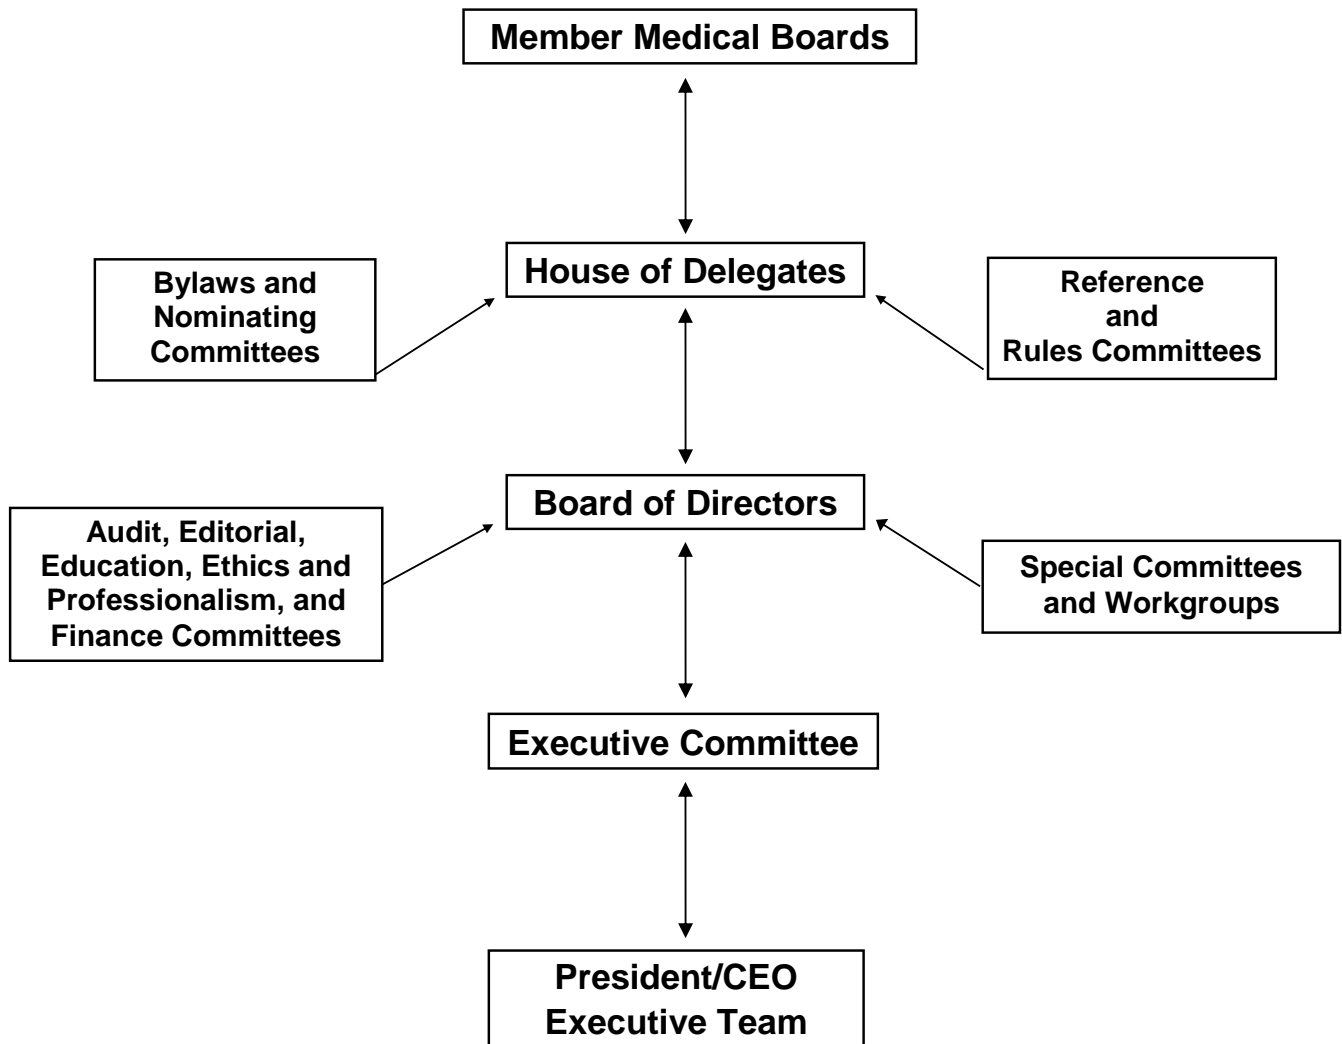 Member Medical Boards
House of Delegates
Bylaws and
Nominating
Committees
Reference
and
Rules Committees
Board of Directors
Audit, Editorial,
Education, Ethics and
Professionalism, and
Finance Committees
Special Committees
and Workgroups
Executive Committee
President/CEO
Executive Team